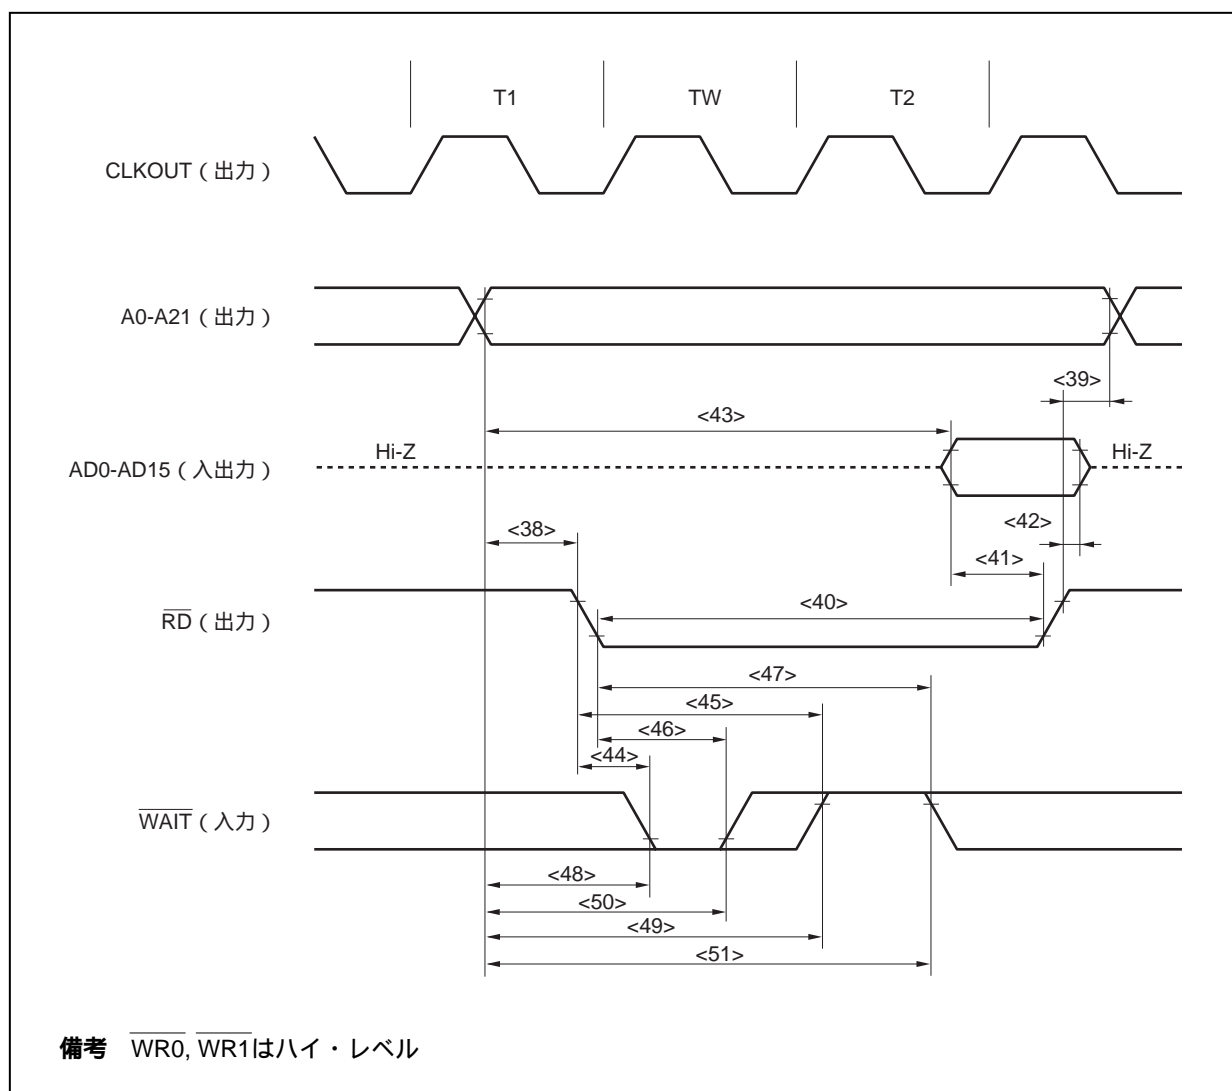 T1 TW T2
CLKOUT（出力）
A0-A21（出力）
<39>
<43>
Hi-Z Hi-Z
AD0-AD15（入出力）
<42>
<38>
<41>
<40>
RD（出力）
<47>
<45>
<46>
<44>
WAIT（入力）
<48>
<50>
<49>
<51>
備考 WR0, WR1はハイ・レベル